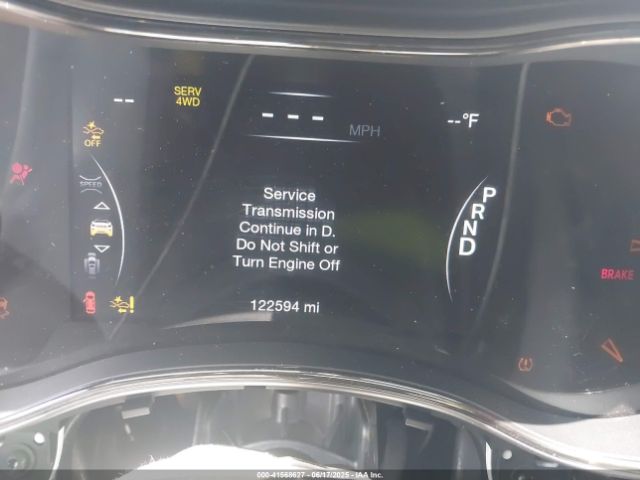 SERV
4WD
--
- - -
MPH
--°F
OFF
SPEED
Service
Transmission
Continue in D.
Do Not Shift or
Turn Engine Off
P
R
N
D
BRAKE
122594 mi
000-41568627 - 06/17/2025 - IAA Inc.